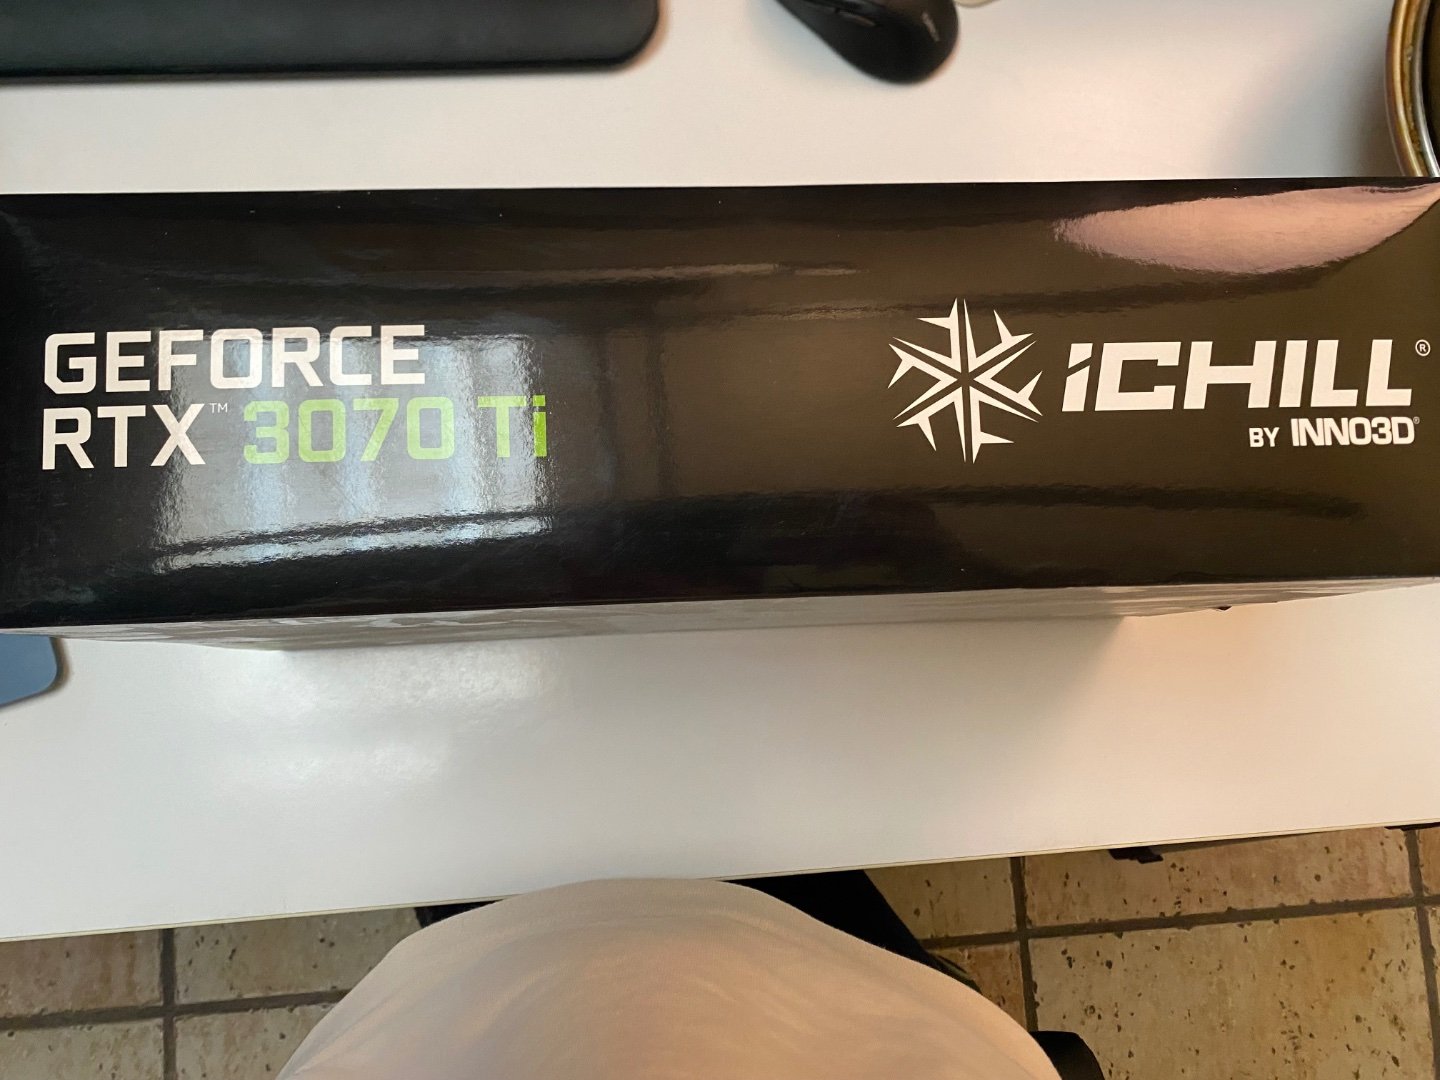 GEFORCE
RTX™ 3070 Ti
iCHILL®
BY INNO3D®